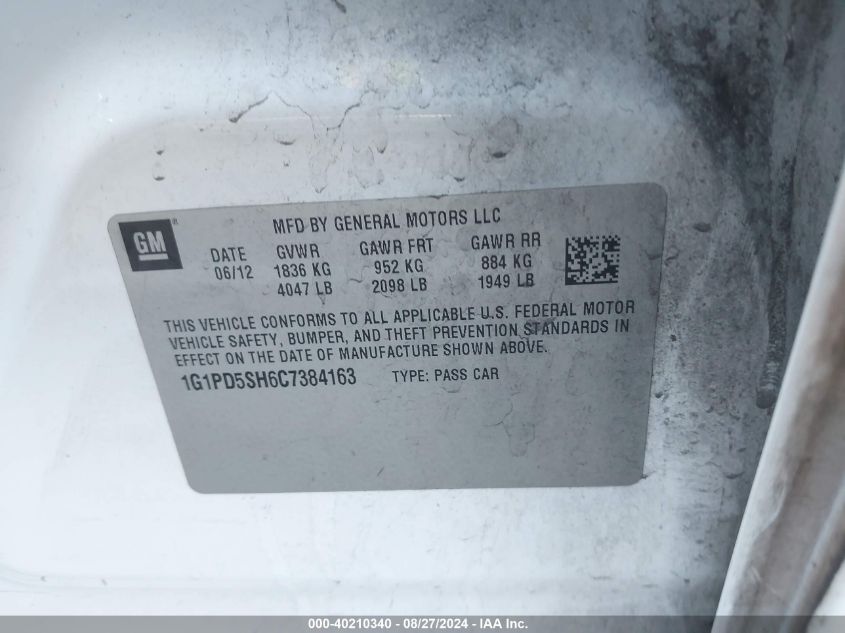 GM®
MFD BY GENERAL MOTORS LLC
DATE GVWR GAWR FRT GAWR RR
06/12 1836 KG 952 KG 884 KG
4047 LB 2098 LB 1949 LB
THIS VEHICLE CONFORMS TO ALL APPLICABLE U.S. FEDERAL MOTOR
VEHICLE SAFETY, BUMPER, AND THEFT PREVENTION STANDARDS IN
EFFECT ON THE DATE OF MANUFACTURE SHOWN ABOVE.
1G1PD5SH6C7384163 TYPE: PASS CAR
000-40210340 - 08/27/2024 - IAA Inc.